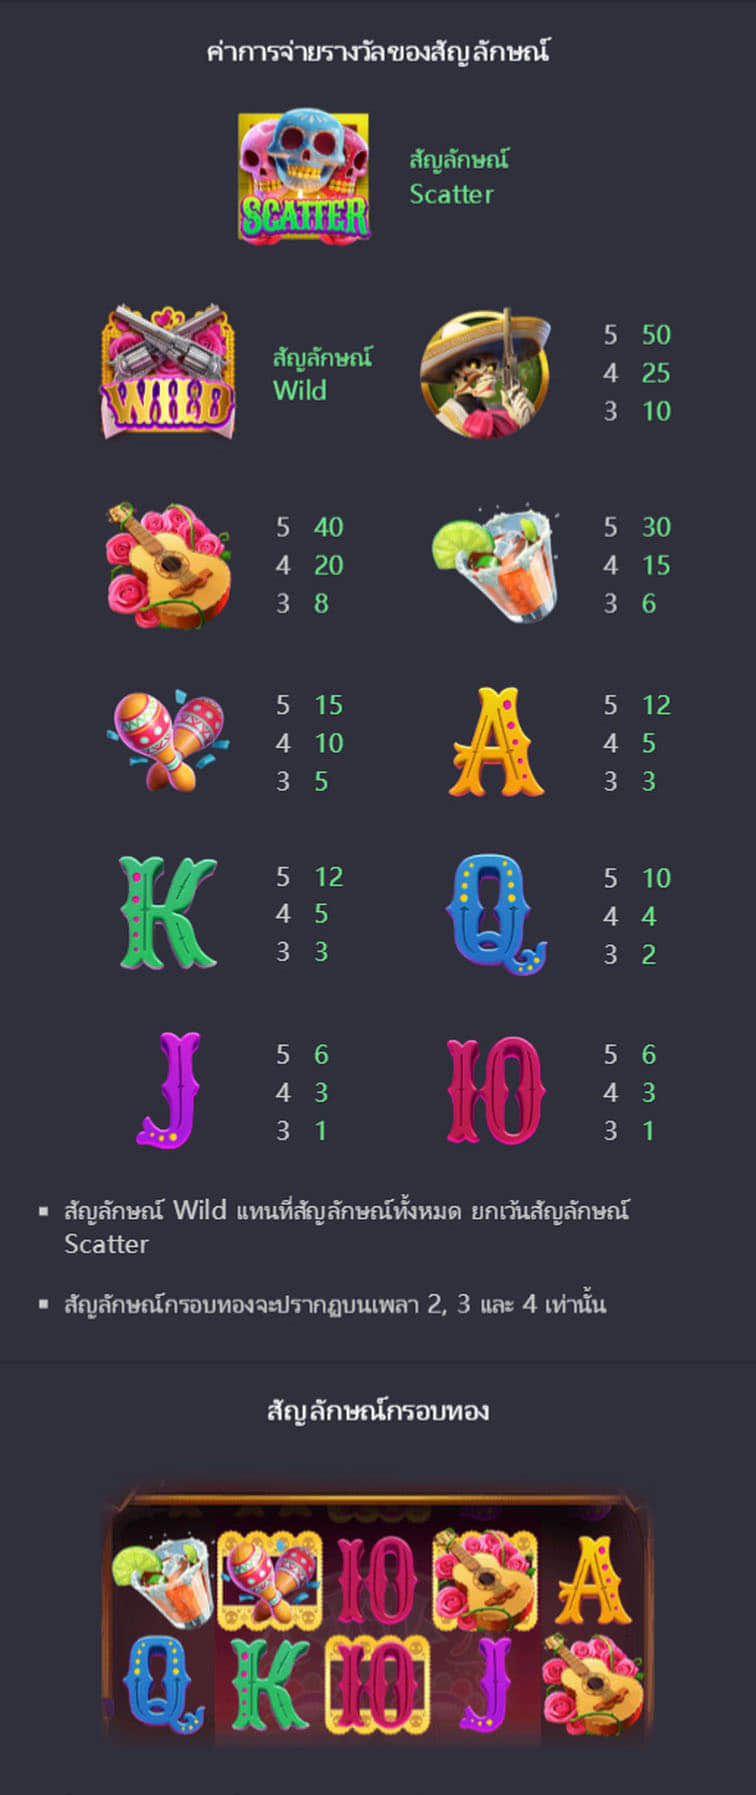 ค่าการจ่ายรางวัลของสัญลักษณ์
SCATTER
สัญลักษณ์
Scatter
WILD
สัญลักษณ์
Wild
5 50
4 25
3 10
5 40
4 20
3 8
5 30
4 15
3 6
5 15
4 10
3 5
A
5 12
4 5
3 3
K
5 12
4 5
3 3
Q
5 10
4 4
3 2
J
5 6
4 3
3 1
10
5 6
4 3
3 1
▪ สัญลักษณ์ Wild แทนที่สัญลักษณ์ทั้งหมด ยกเว้นสัญลักษณ์
Scatter
▪ สัญลักษณ์กรอบทองจะปรากฏบนเพลา 2, 3 และ 4 เท่านั้น
สัญลักษณ์กรอบทอง
10 A
Q K 10 J